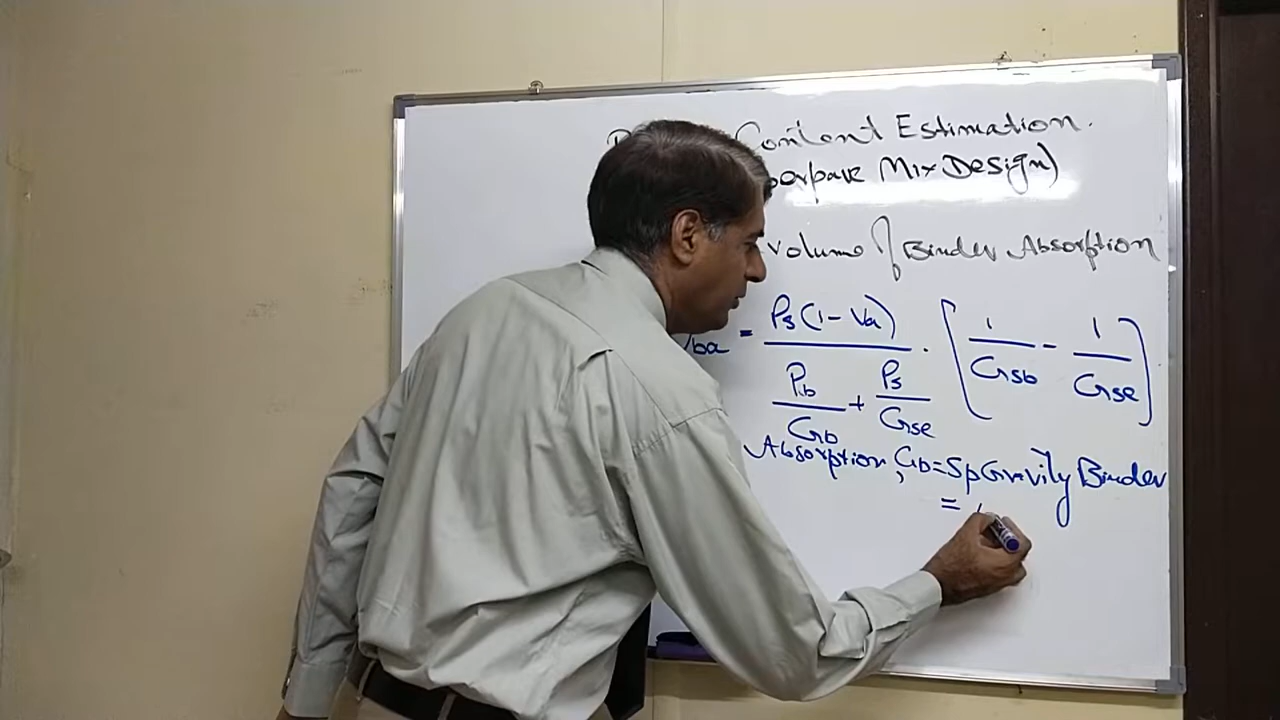 Content Estimation.
Mix Design)
Volume of Binder Absorption
ba = Ps(1-Va) / (Pb/Gb + Ps/Gse) . [1/Gsb - 1/Gse]
Absorption, Gb = Sp Gravity Binder
=